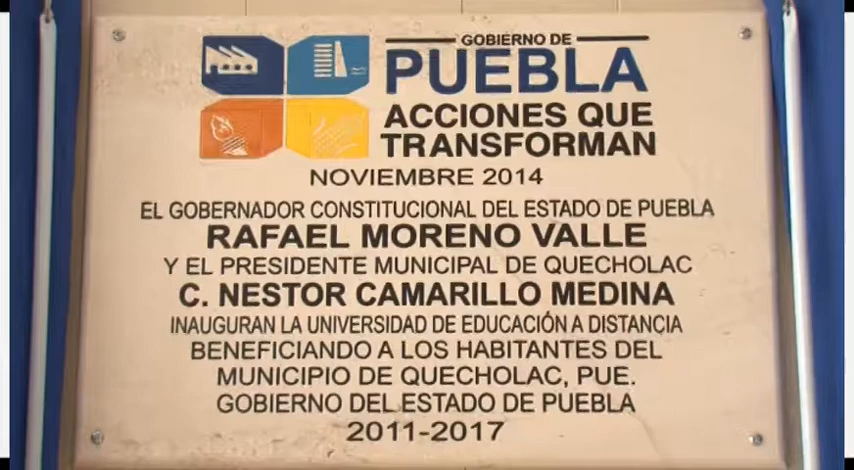 GOBIERNO DE
PUEBLA
ACCIONES QUE
TRANSFORMAN
NOVIEMBRE 2014
EL GOBERNADOR CONSTITUCIONAL DEL ESTADO DE PUEBLA
RAFAEL MORENO VALLE
Y EL PRESIDENTE MUNICIPAL DE QUECHOLAC
C. NESTOR CAMARILLO MEDINA
INAUGURAN LA UNIVERSIDAD DE EDUCACIÓN A DISTANCIA
BENEFICIANDO A LOS HABITANTES DEL
MUNICIPIO DE QUECHOLAC, PUE.
GOBIERNO DEL ESTADO DE PUEBLA
2011-2017